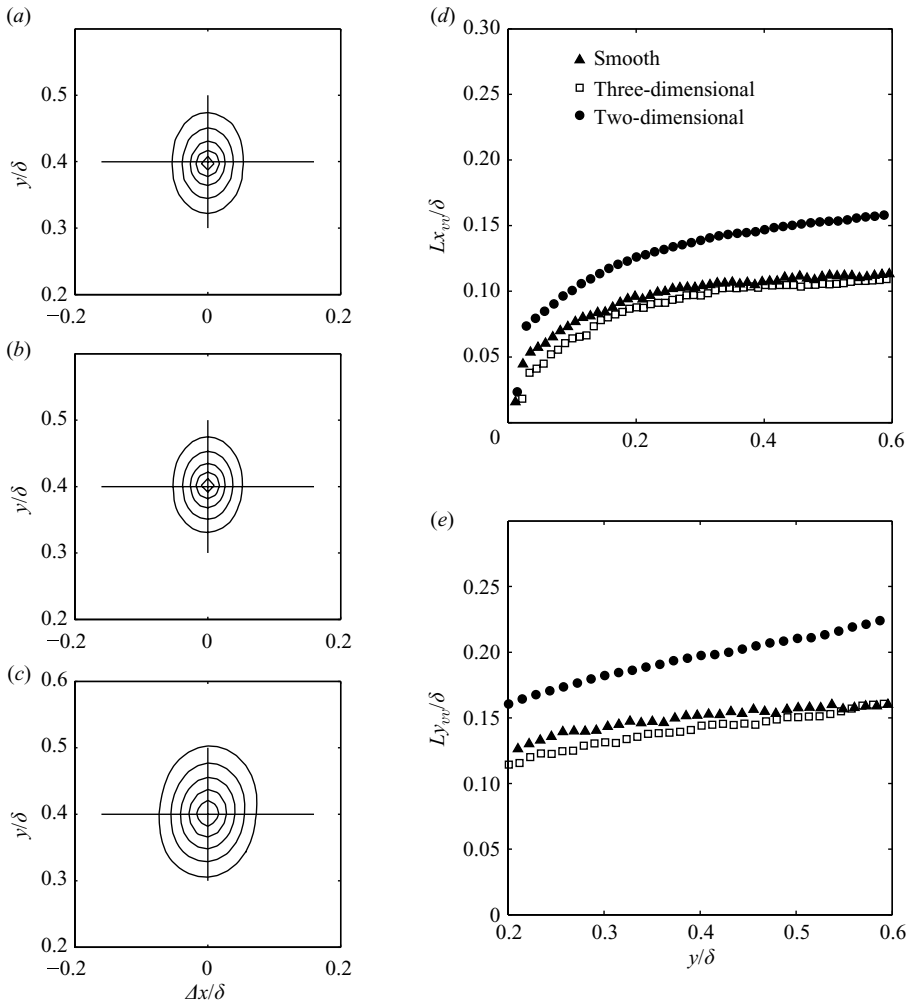 (a)
y/δ
0.5
0.4
0.3
0.2
−0.2
0
0.2
(b)
y/δ
0.5
0.4
0.3
0.2
−0.2
0
0.2
(c)
y/δ
0.6
0.5
0.4
0.3
0.2
−0.2
0
0.2
Δx/δ
(d)
Lx_vv/δ
0.30
0.25
0.20
0.15
0.10
0.05
0
0.2
0.4
0.6
Smooth
Three-dimensional
Two-dimensional
(e)
Ly_vv/δ
0.25
0.20
0.15
0.10
0.05
0
0.2
0.3
0.4
0.5
0.6
y/δ